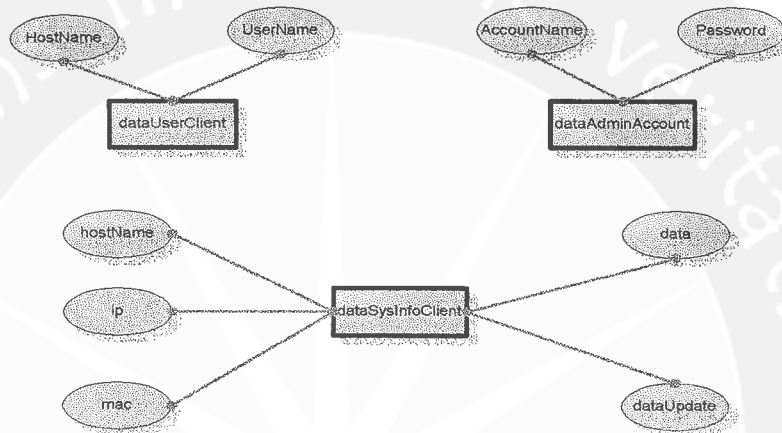 HostName
UserName
AccountName
Password
dataUserClient
dataAdminAccount
hostName
data
ip
dataSysInfoClient
mac
dataUpdate